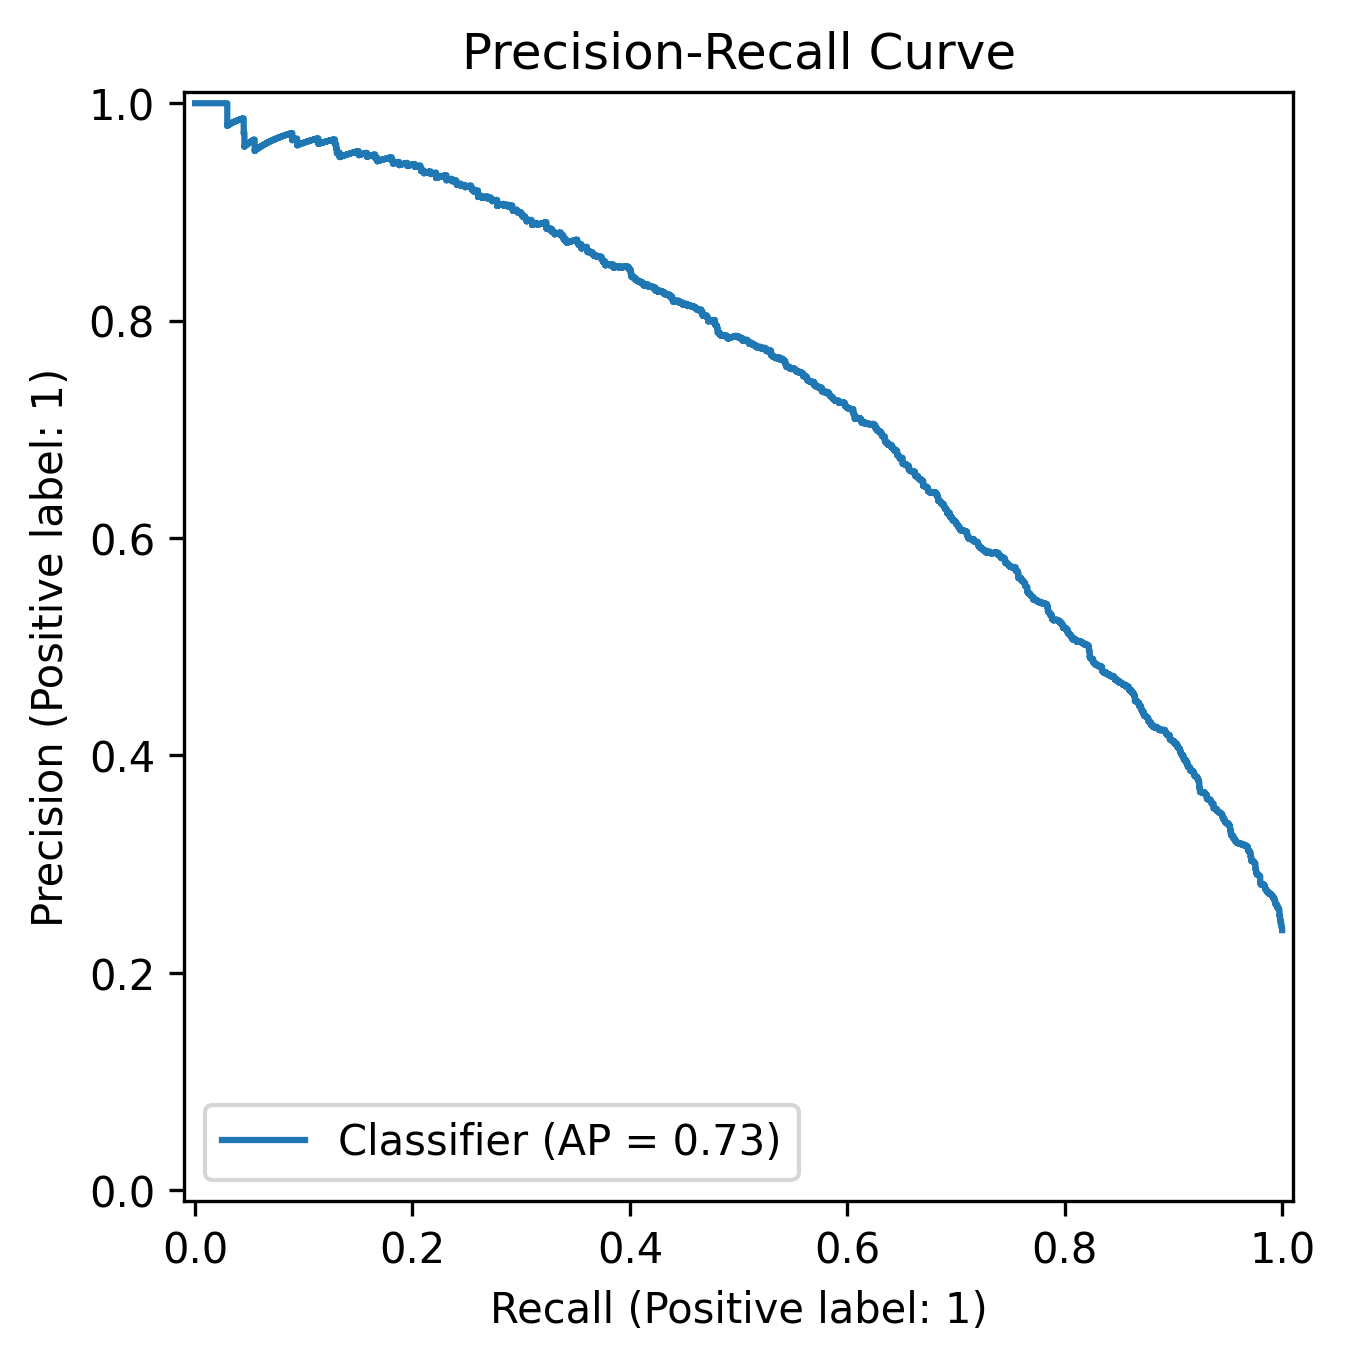 Precision-Recall Curve
1.0
0.8
0.6
0.4
0.2
0.0
Precision (Positive label: 1)
Classifier (AP = 0.73)
0.0 0.2 0.4 0.6 0.8 1.0
Recall (Positive label: 1)